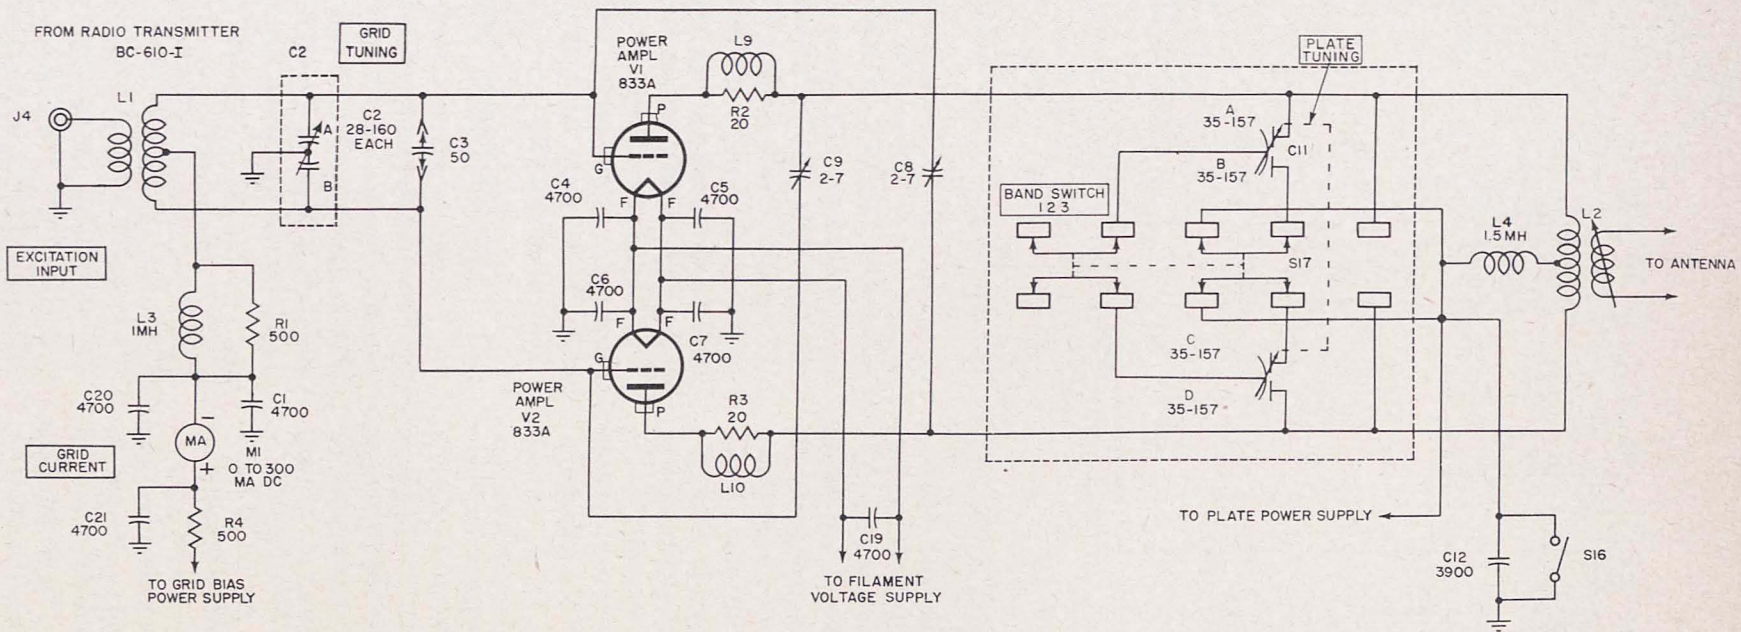 FROM RADIO TRANSMITTER
BC-610-I
J4
L1
C2
GRID
TUNING
A
B
C2
28-160
EACH
C3
50
EXCITATION
INPUT
L3
1MH
R1
500
C20
4700
C1
4700
–
MA
+
M1
0 TO 300
MA DC
GRID
CURRENT
C21
4700
R4
500
TO GRID BIAS
POWER SUPPLY
POWER
AMPL
V1
833A
P
G
F
F
L9
R2
20
C4
4700
C5
4700
C6
4700
C7
4700
F
F
G
P
POWER
AMPL
V2
833A
R3
20
L10
C9
2-7
C8
2-7
C19
4700
TO FILAMENT
VOLTAGE SUPPLY
PLATE
TUNING
A
35-157
C11
B
35-157
BAND SWITCH
1 2 3
S17
C
35-157
D
35-157
L4
1.5MH
L2
TO ANTENNA
TO PLATE POWER SUPPLY
C12
3900
S16